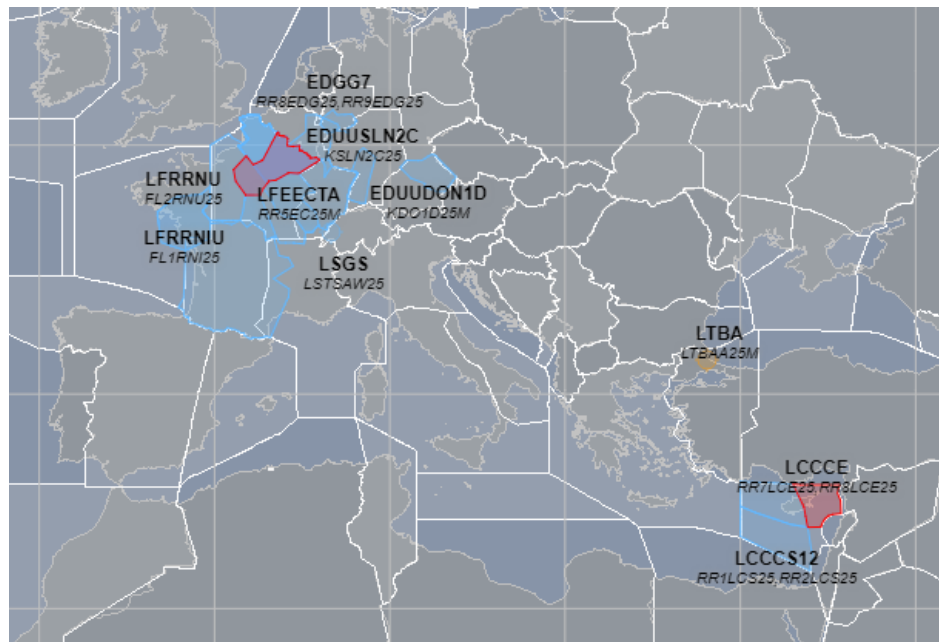 EDGG7
RR8EDG25,RR9EDG25
EDUUSLN2C
KSLN2C25
LFRRNU
FL2RNU25
LFEECTA
RR5EC25M
EDUUDON1D
KDO1D25M
LFRRNIU
FL1RNI25
LSGS
LSTSAW25
LTBA
LTBAA25M
LCCCE
RR7LCE25,RR8LCE25
LCCCS12
RR1LCS25,RR2LCS25